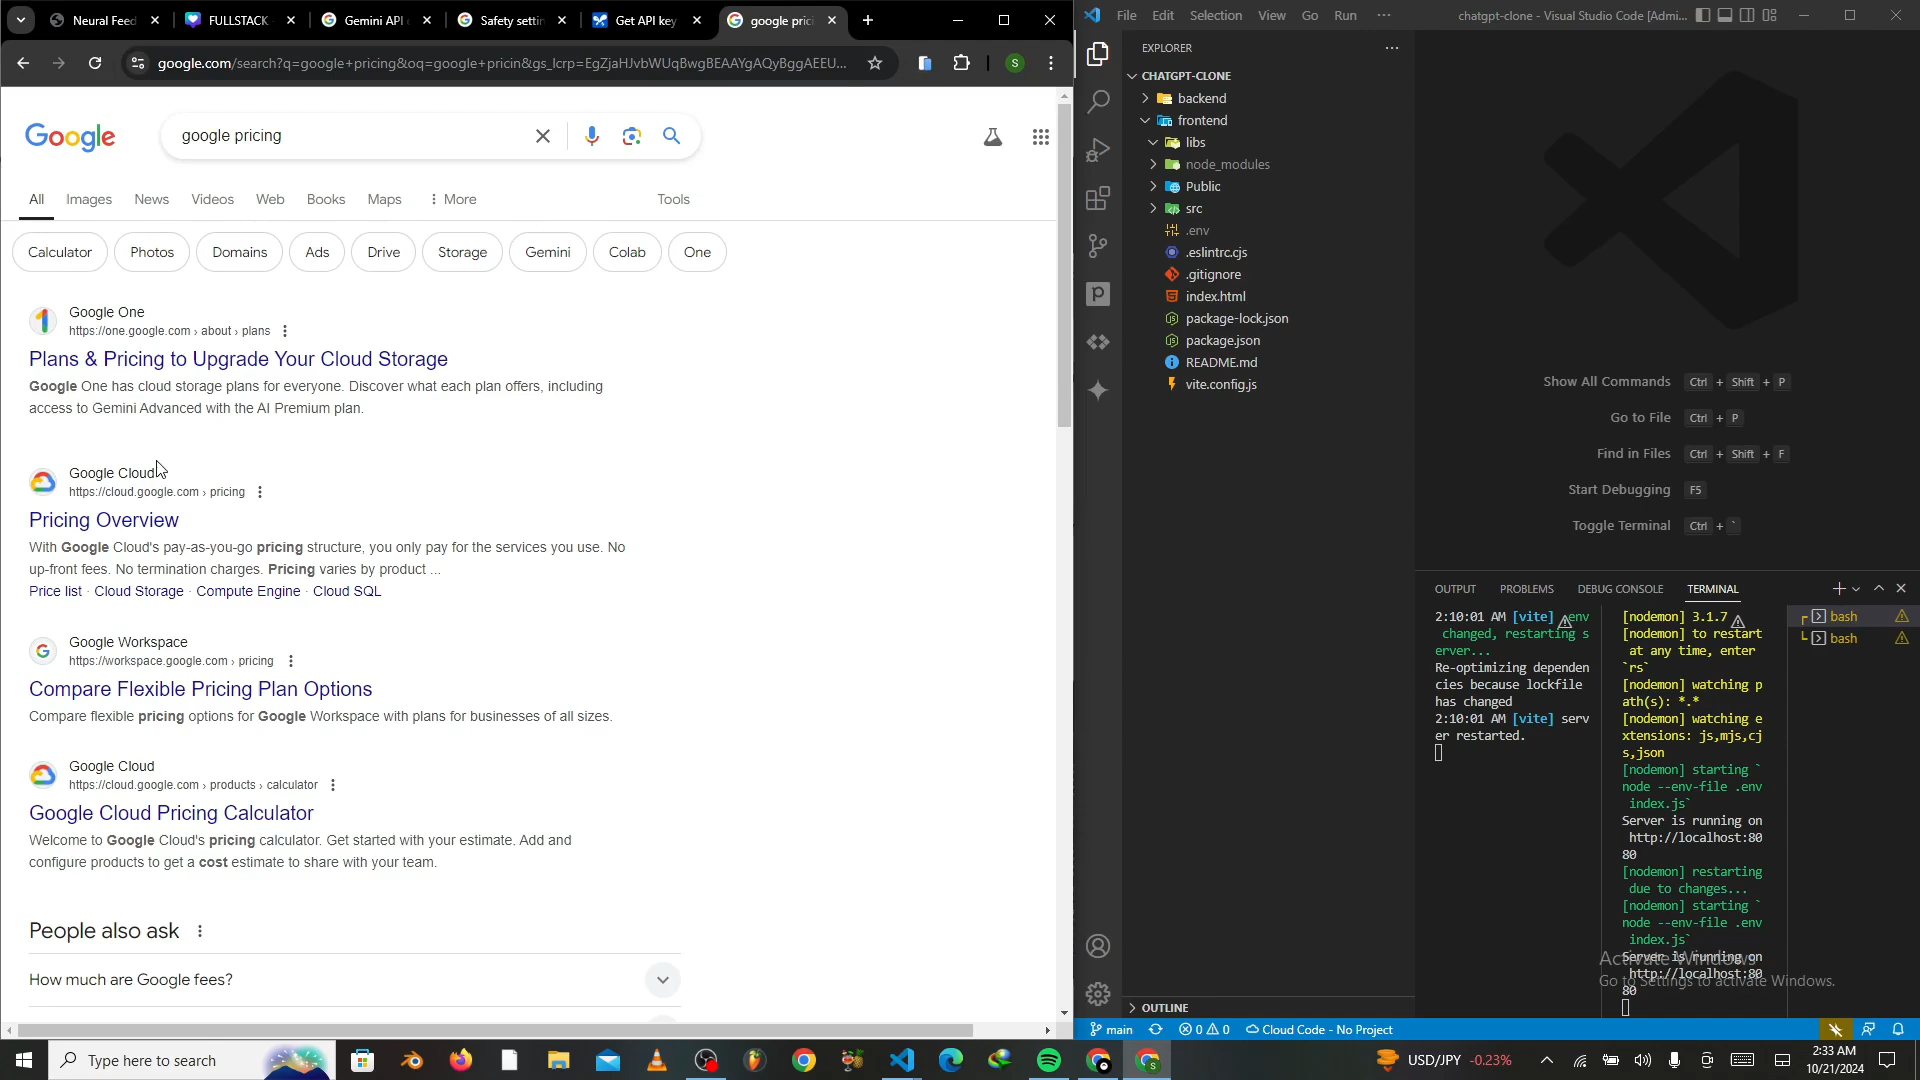 Neural Feed
FULLSTACK
Gemini API
Safety settin
Get API key
google prici
google.com/search?q=google+pricing&oq=google+pricin&gs_lcrp=EgZjaHJvbWUqBwgBEAAYgAQyBggAEEU...
S
Google
google pricing
All Images News Videos Web Books Maps More Tools
Calculator Photos Domains Ads Drive Storage Gemini Colab One
Google One
https://one.google.com › about › plans
Plans & Pricing to Upgrade Your Cloud Storage
Google One has cloud storage plans for everyone. Discover what each plan offers, including
access to Gemini Advanced with the AI Premium plan.
Google Cloud
https://cloud.google.com › pricing
Pricing Overview
With Google Cloud's pay-as-you-go pricing structure, you only pay for the services you use. No
up-front fees. No termination charges. Pricing varies by product ...
Price list · Cloud Storage · Compute Engine · Cloud SQL
Google Workspace
https://workspace.google.com › pricing
Compare Flexible Pricing Plan Options
Compare flexible pricing options for Google Workspace with plans for businesses of all sizes.
Google Cloud
https://cloud.google.com › products › calculator
Google Cloud Pricing Calculator
Welcome to Google Cloud's pricing calculator. Get started with your estimate. Add and
configure products to get a cost estimate to share with your team.
People also ask
How much are Google fees?
File Edit Selection View Go Run ···
chatgpt-clone - Visual Studio Code [Admi...
EXPLORER
CHATGPT-CLONE
backend
frontend
libs
node_modules
Public
src
.env
.eslintrc.cjs
.gitignore
index.html
package-lock.json
package.json
README.md
vite.config.js
OUTLINE
Show All Commands Ctrl + Shift + P
Go to File Ctrl + P
Find in Files Ctrl + Shift + F
Start Debugging F5
Toggle Terminal Ctrl + `
OUTPUT PROBLEMS DEBUG CONSOLE TERMINAL
2:10:01 AM [vite] .env
changed, restarting s
erver...
Re-optimizing dependen
cies because lockfile
has changed
2:10:01 AM [vite] serv
er restarted.
[nodemon] 3.1.7
[nodemon] to restart
at any time, enter
`rs`
[nodemon] watching p
ath(s): *.*
[nodemon] watching e
xtensions: js,mjs,cj
s,json
[nodemon] starting `
node --env-file .env
index.js`
Server is running on
http://localhost:80
80
[nodemon] restarting
due to changes...
[nodemon] starting `
node --env-file .env
index.js`
Server is running on
http://localhost:80
80
bash
bash
Activate Windows
Go to Settings to activate Windows.
main 0 0 Cloud Code - No Project
Type here to search
USD/JPY -0.23%
2:33 AM
10/21/2024